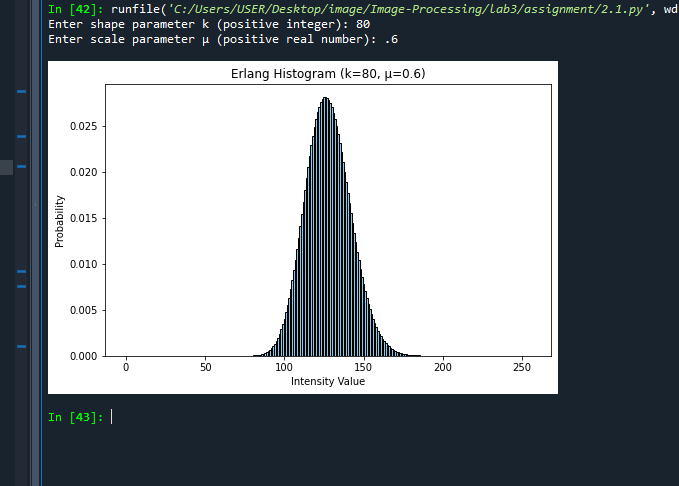 In [42]: runfile('C:/Users/USER/Desktop/image/Image-Processing/lab3/assignment/2.1.py', wd
Enter shape parameter k (positive integer): 80
Enter scale parameter μ (positive real number): .6
Erlang Histogram (k=80, μ=0.6)
0.025
0.020
0.015
0.010
0.005
0.000
Probability
0 50 100 150 200 250
Intensity Value
In [43]: